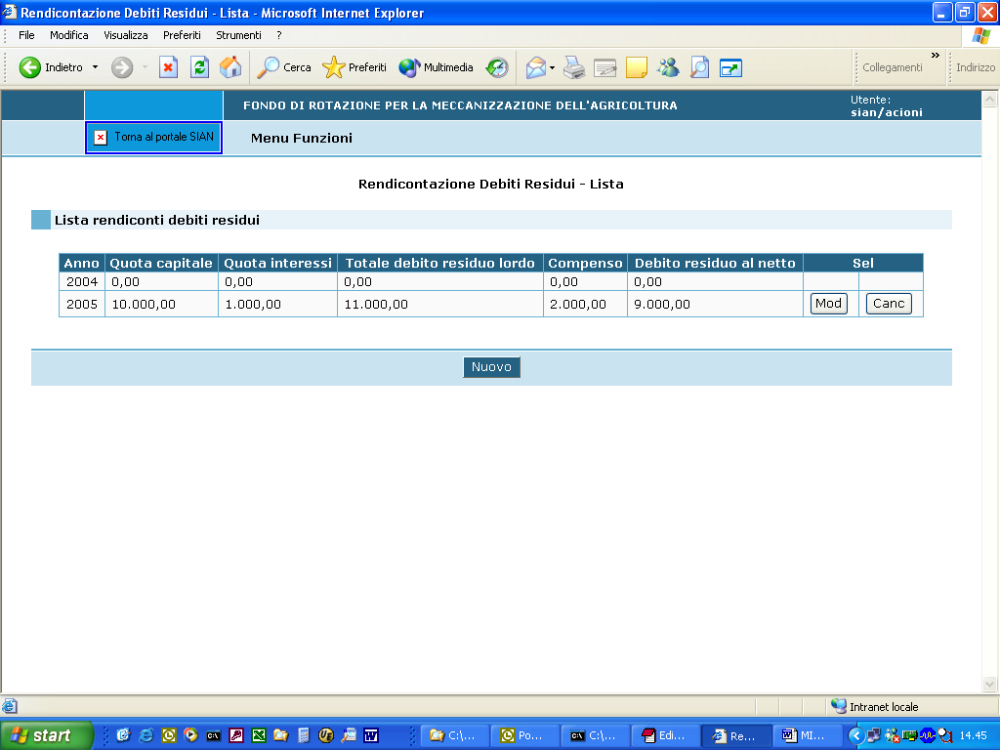 Rendicontazione Debiti Residui - Lista - Microsoft Internet Explorer
File Modifica Visualizza Preferiti Strumenti ?
Indietro Cerca Preferiti Multimedia Collegamenti » Indirizzo
FONDO DI ROTAZIONE PER LA MECCANIZZAZIONE DELL'AGRICOLTURA
Utente:
sian/acioni
Torna al portale SIAN Menu Funzioni
Rendicontazione Debiti Residui - Lista
Lista rendiconti debiti residui
Anno Quota capitale Quota interessi Totale debito residuo lordo Compenso Debito residuo al netto Sel
2004 0,00 0,00 0,00 0,00 0,00
2005 10.000,00 1.000,00 11.000,00 2.000,00 9.000,00 Mod Canc
Nuovo
Intranet locale
start C:\... Po... C:\... Edi... Re... MI... 14.45